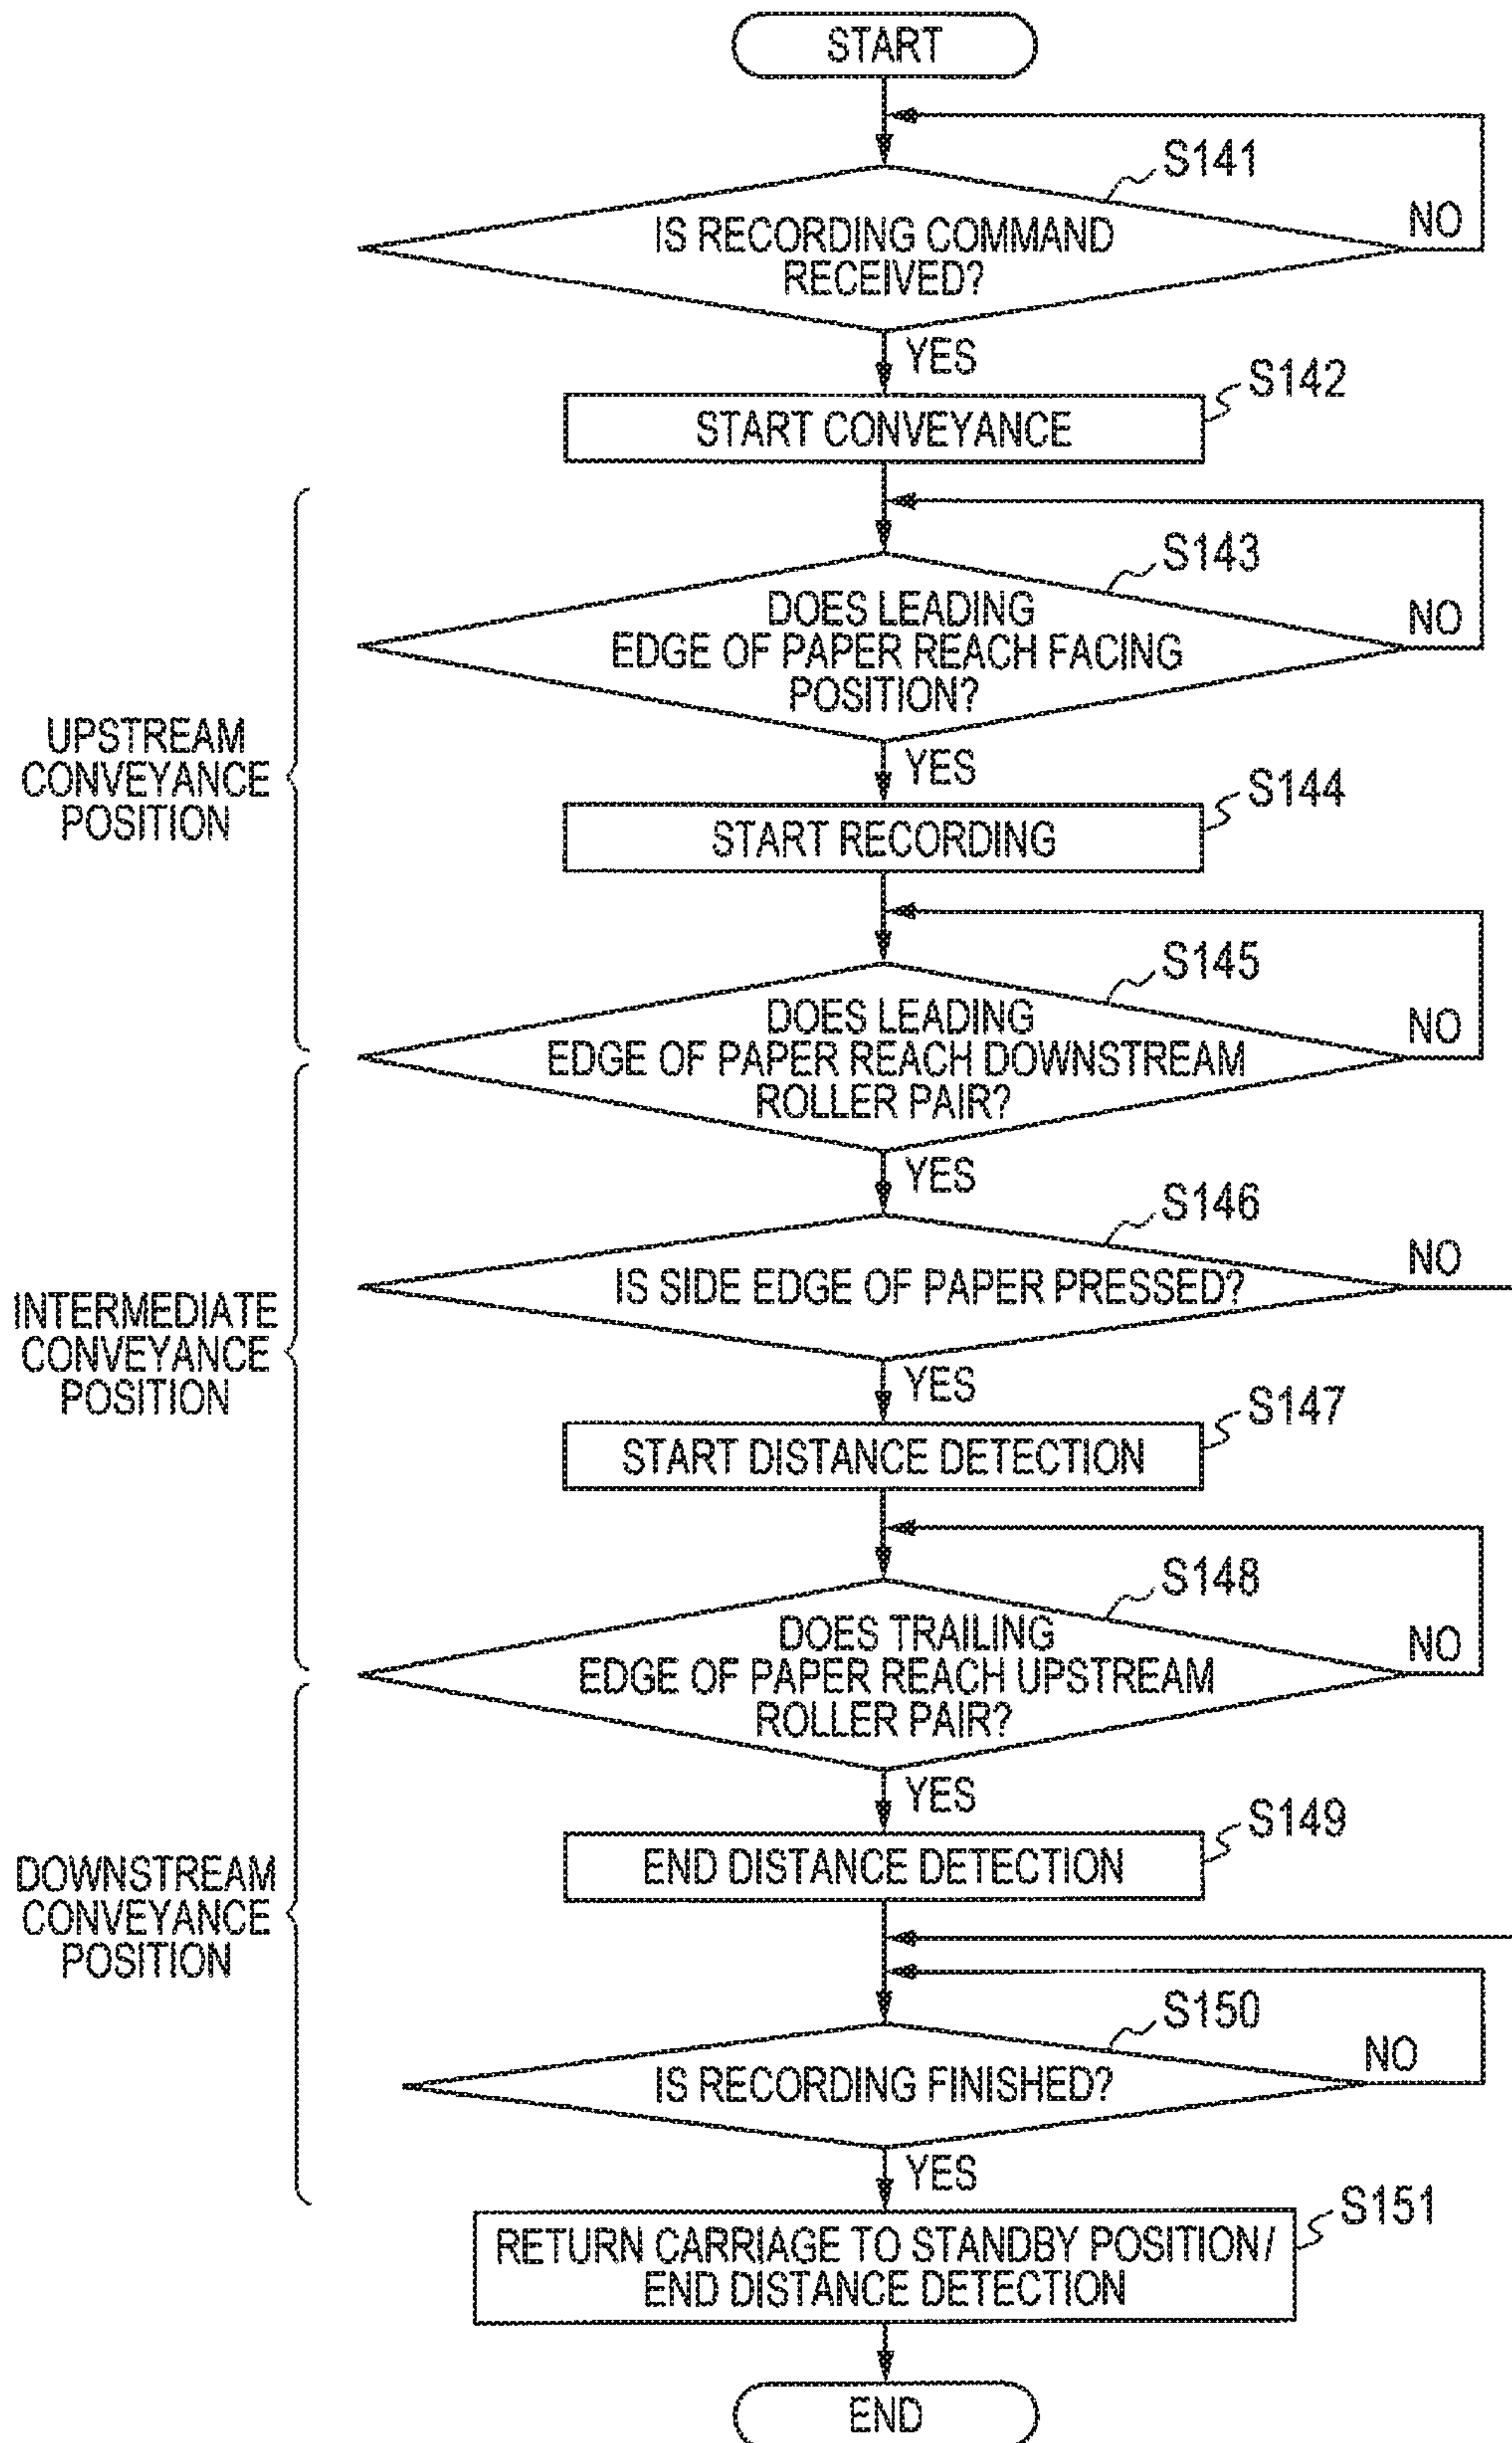 START
S141
IS RECORDING COMMAND
RECEIVED?
NO
YES
S142
START CONVEYANCE
S143
DOES LEADING
EDGE OF PAPER REACH FACING
POSITION?
NO
YES
UPSTREAM
CONVEYANCE
POSITION
S144
START RECORDING
S145
DOES LEADING
EDGE OF PAPER REACH DOWNSTREAM
ROLLER PAIR?
NO
YES
S146
IS SIDE EDGE OF PAPER PRESSED?
NO
YES
INTERMEDIATE
CONVEYANCE
POSITION
S147
START DISTANCE DETECTION
S148
DOES TRAILING
EDGE OF PAPER REACH UPSTREAM
ROLLER PAIR?
NO
YES
S149
END DISTANCE DETECTION
DOWNSTREAM
CONVEYANCE
POSITION
S150
IS RECORDING FINISHED?
NO
YES
S151
RETURN CARRIAGE TO STANDBY POSITION/
END DISTANCE DETECTION
END